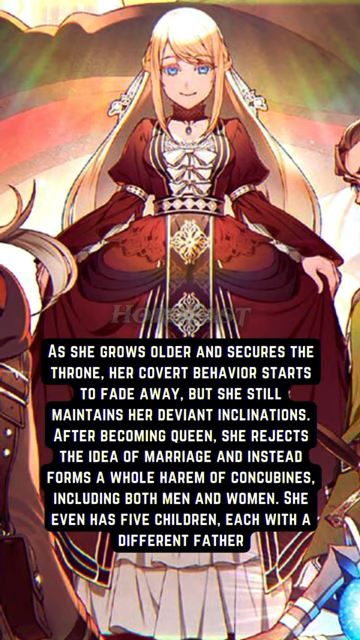 As she grows older and secures the
throne, her covert behavior starts
to fade away, but she still
maintains her deviant inclinations.
After becoming queen, she rejects
the idea of marriage and instead
forms a whole harem of concubines,
including both men and women. She
even has five children, each with a
different father